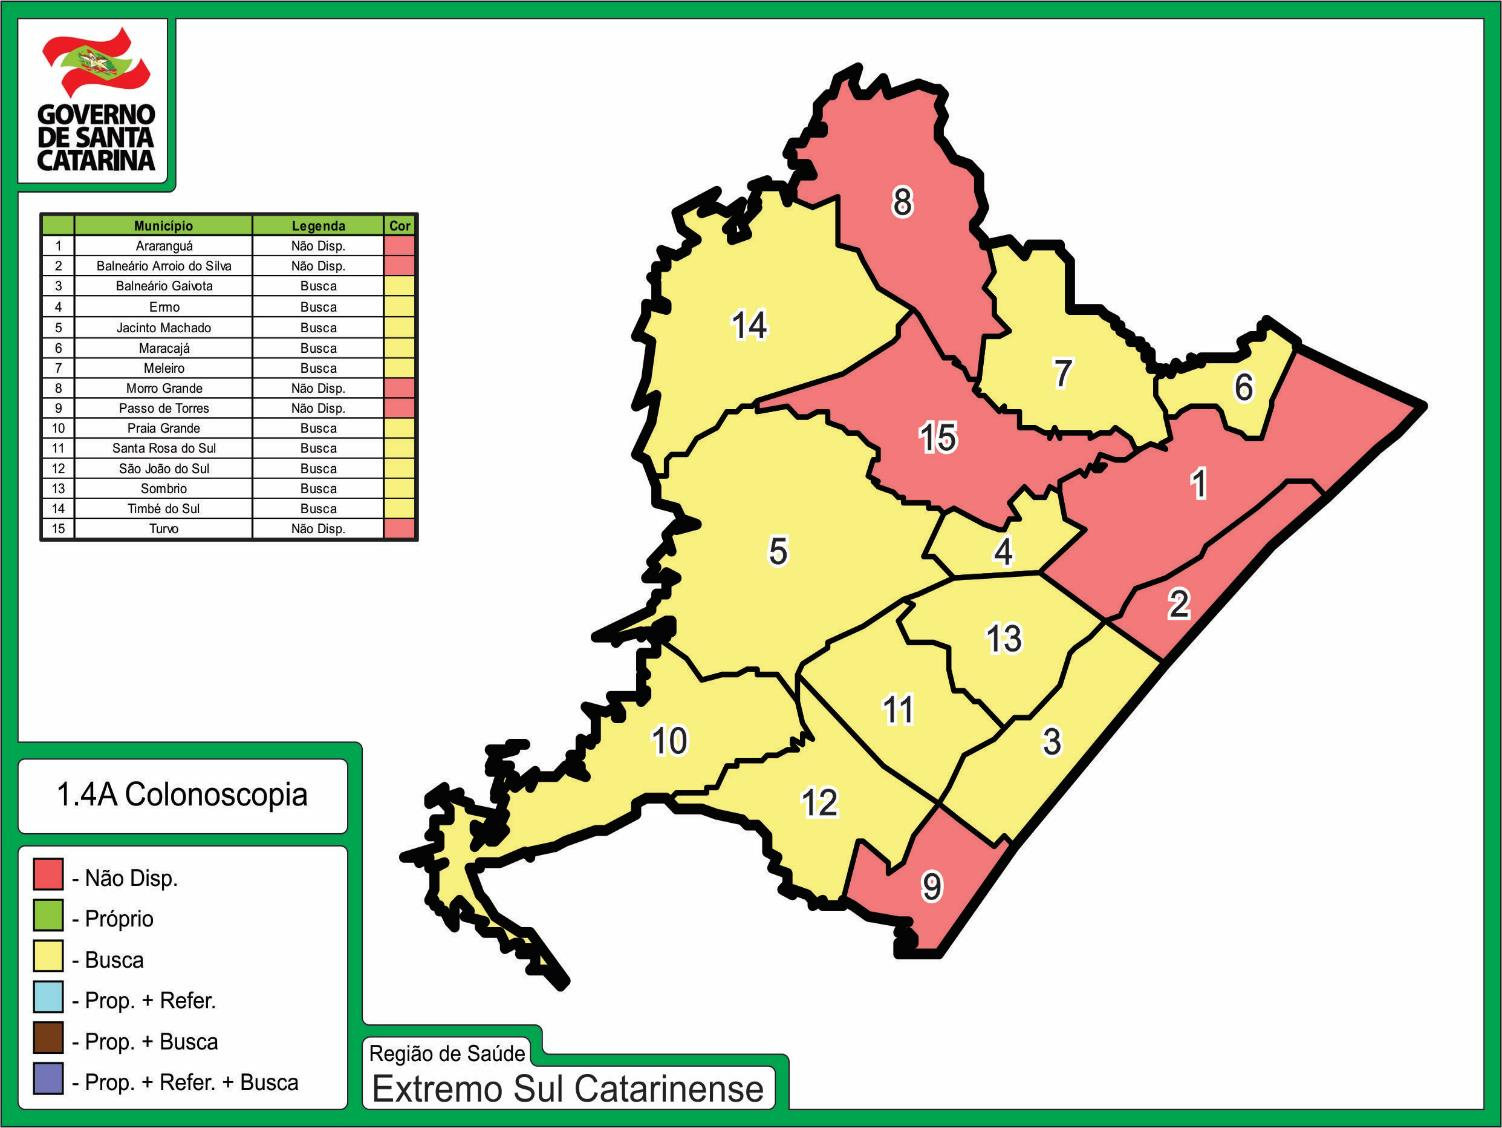 GOVERNO
DE SANTA
CATARINA
Município Legenda Cor
1 Araranguá Não Disp.
2 Balneário Arroio do Silva Não Disp.
3 Balneário Gaivota Busca
4 Ermo Busca
5 Jacinto Machado Busca
6 Maracajá Busca
7 Meleiro Busca
8 Morro Grande Não Disp.
9 Passo de Torres Não Disp.
10 Praia Grande Busca
11 Santa Rosa do Sul Busca
12 São João do Sul Busca
13 Sombrio Busca
14 Timbé do Sul Busca
15 Turvo Não Disp.
8
14
7
6
15
1
5
4
2
13
11
10
3
12
9
1.4A Colonoscopia
- Não Disp.
- Próprio
- Busca
- Prop. + Refer.
- Prop. + Busca
- Prop. + Refer. + Busca
Região de Saúde
Extremo Sul Catarinense